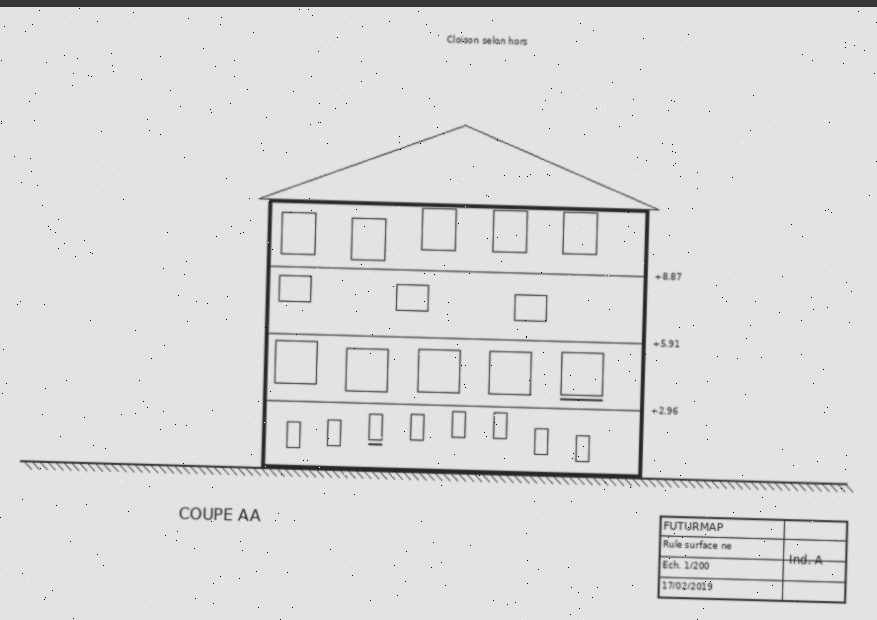 Cloison selon hors
+8.87
+5.91
+2.96
COUPE AA
FUTURMAP
Rule surface ne
Ind. A
Ech. 1/200
17/02/2019